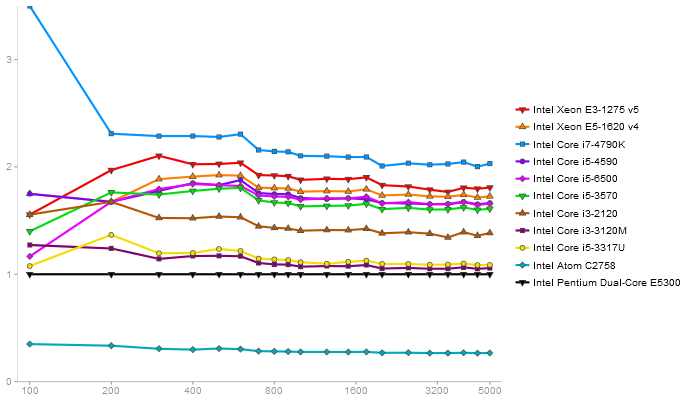 3
2
1
0
100 200 400 800 1600 3200 5000
Intel Xeon E3-1275 v5
Intel Xeon E5-1620 v4
Intel Core i7-4790K
Intel Core i5-4590
Intel Core i5-6500
Intel Core i5-3570
Intel Core i3-2120
Intel Core i3-3120M
Intel Core i5-3317U
Intel Atom C2758
Intel Pentium Dual-Core E5300